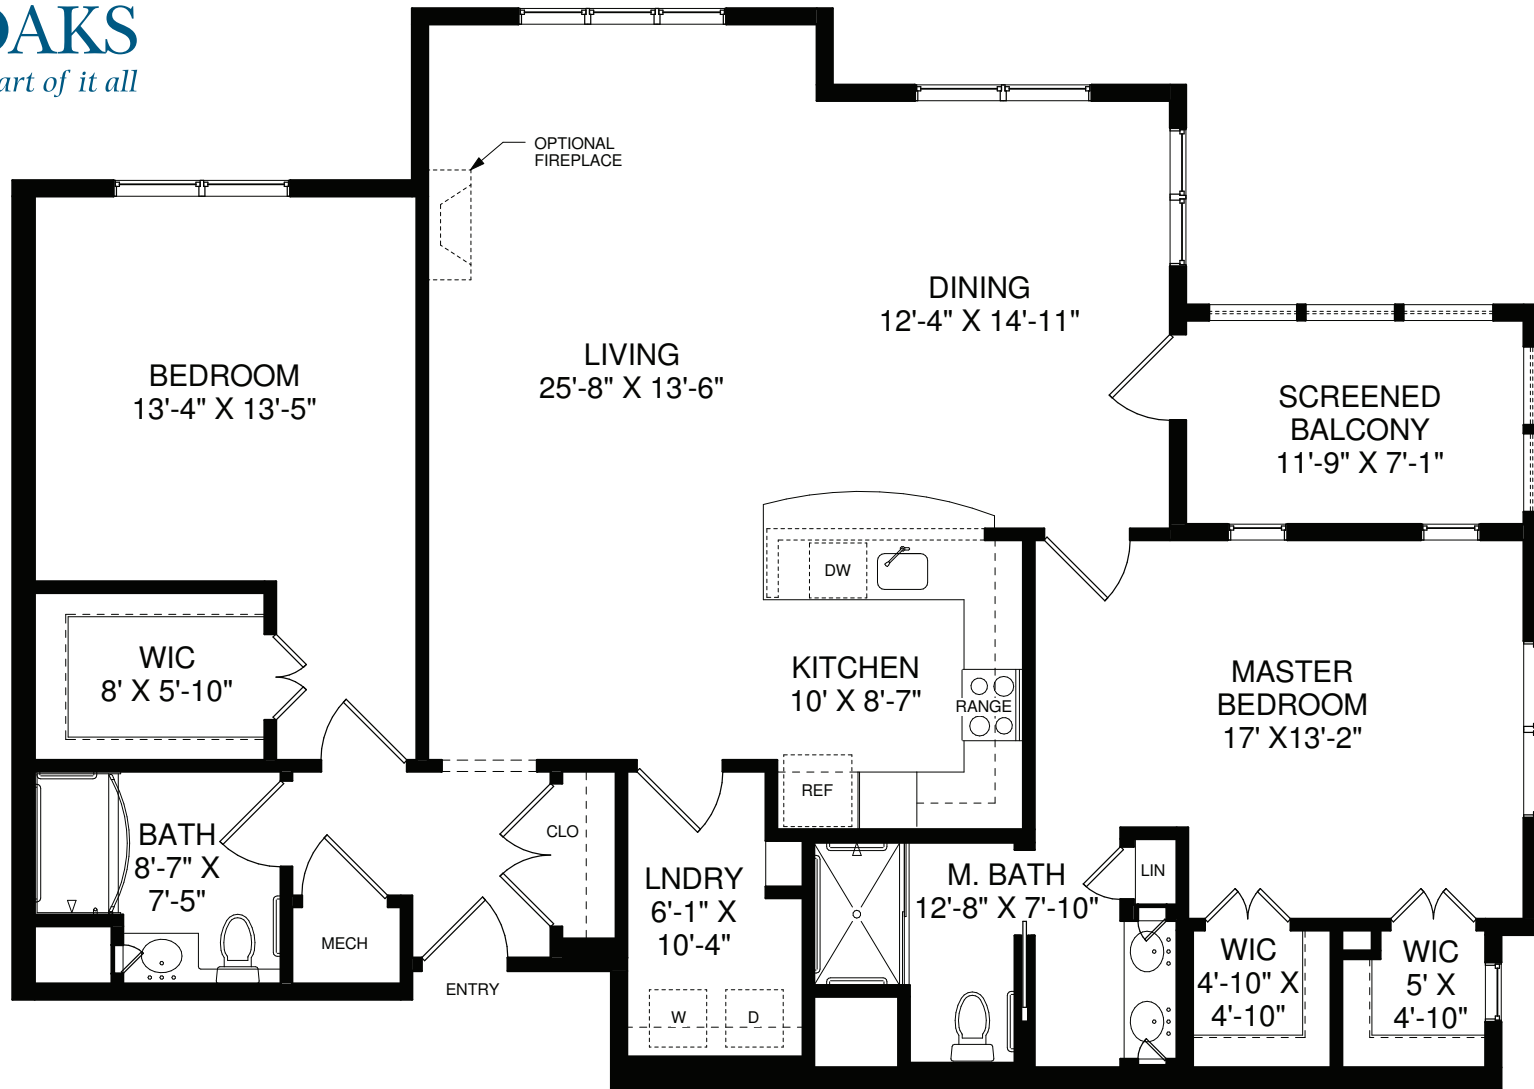 OAKS
art of it all
OPTIONAL
FIREPLACE
DINING
12'-4" X 14'-11"
LIVING
25'-8" X 13'-6"
BEDROOM
13'-4" X 13'-5"
SCREENED
BALCONY
11'-9" X 7'-1"
DW
WIC
8' X 5'-10"
KITCHEN
10' X 8'-7"
RANGE
MASTER
BEDROOM
17' X13'-2"
REF
BATH
8'-7" X
7'-5"
CLO
LNDRY
6'-1" X
10'-4"
M. BATH
12'-8" X 7'-10"
LIN
MECH
ENTRY
W
D
WIC
4'-10" X
4'-10"
WIC
5' X
4'-10"